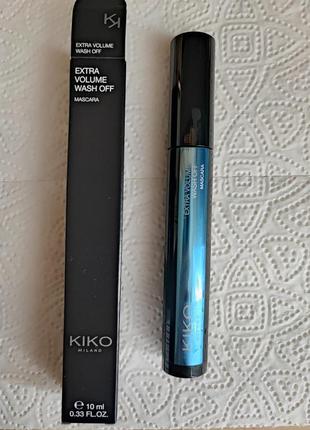 KK
EXTRA VOLUME
WASH OFF
EXTRA
VOLUME
WASH OFF
MASCARA
KIKO
MILANO
e 10 ml
0.33 FL.OZ.
EXTRA VOLUME
WASH OFF
MASCARA
KIKO